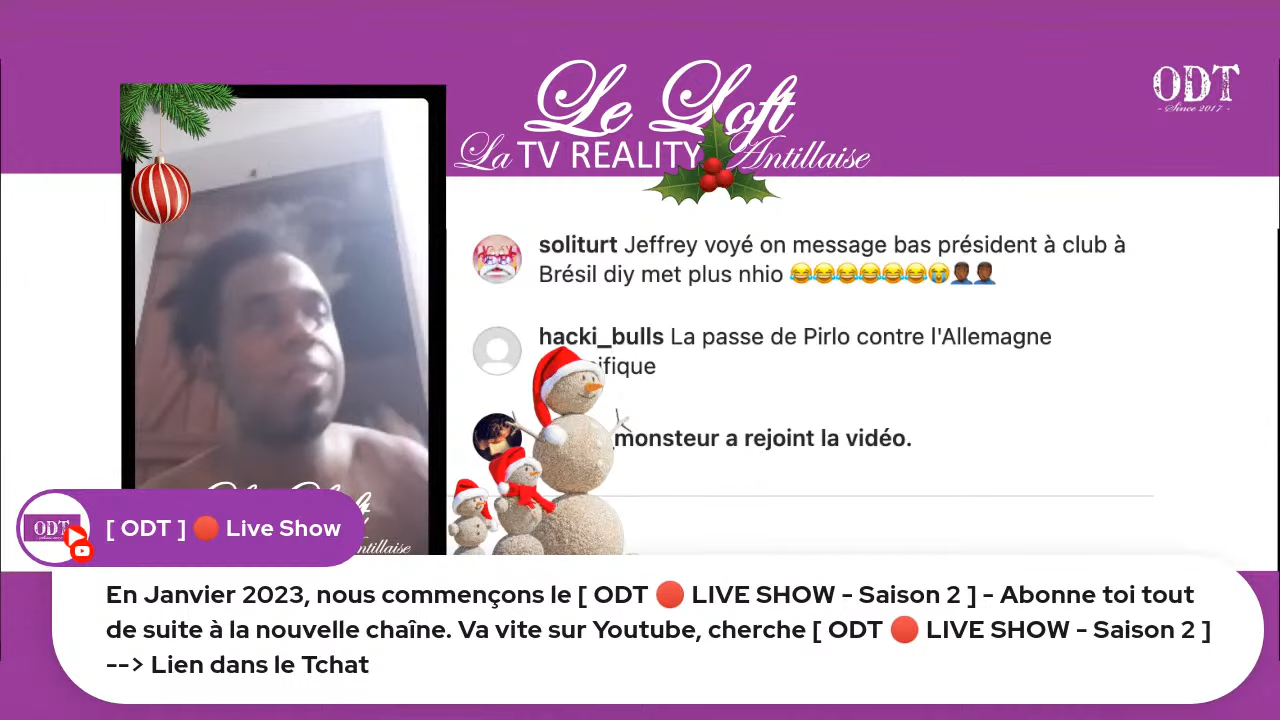 Le Loft
La TV REALITY Antillaise
ODT
- Since 2017 -
soliturt Jeffrey voyé on message bas président à club à
Brésil diy met plus nhio 😂😂😂😂😂😂😭🤦🏾‍♂️🤦🏾‍♂️
hacki_bulls La passe de Pirlo contre l'Allemagne
ifique
monsteur a rejoint la vidéo.
ntillaise
ODT
[ ODT ] 🔴 Live Show
En Janvier 2023, nous commençons le [ ODT 🔴 LIVE SHOW - Saison 2 ] - Abonne toi tout
de suite à la nouvelle chaîne. Va vite sur Youtube, cherche [ ODT 🔴 LIVE SHOW - Saison 2 ]
--> Lien dans le Tchat